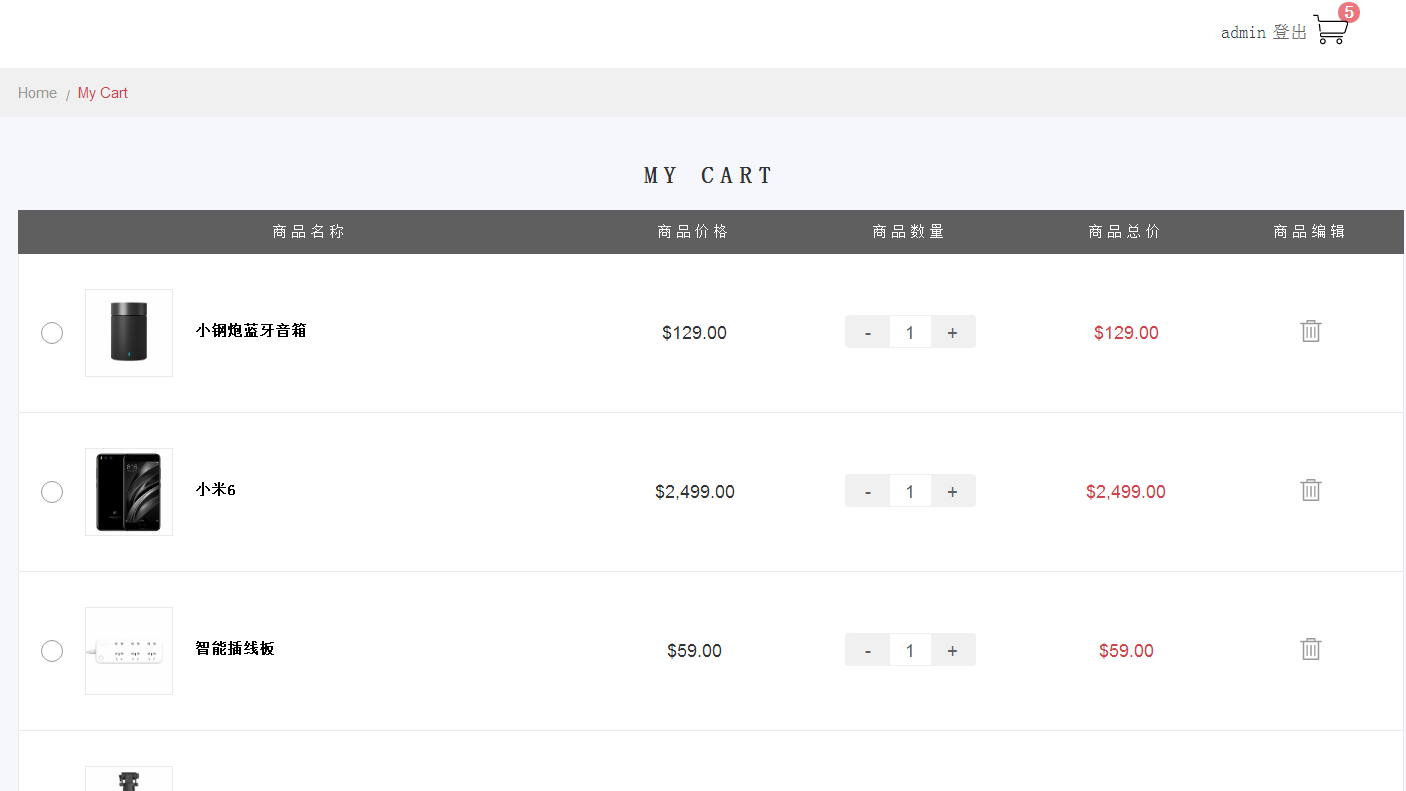 admin 登出 5
Home / My Cart
MY CART
商品名称 商品价格 商品数量 商品总价 商品编辑
小钢炮蓝牙音箱 $129.00 - 1 + $129.00
小米6 $2,499.00 - 1 + $2,499.00
智能插线板 $59.00 - 1 + $59.00